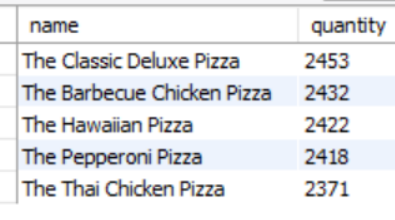 name quantity
The Classic Deluxe Pizza 2453
The Barbecue Chicken Pizza 2432
The Hawaiian Pizza 2422
The Pepperoni Pizza 2418
The Thai Chicken Pizza 2371